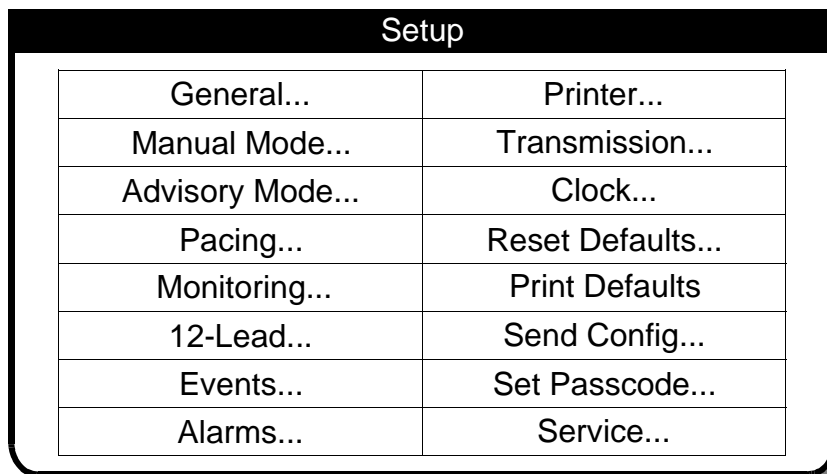 Setup
General... Printer...
Manual Mode... Transmission...
Advisory Mode... Clock...
Pacing... Reset Defaults...
Monitoring... Print Defaults
12-Lead... Send Config...
Events... Set Passcode...
Alarms... Service...